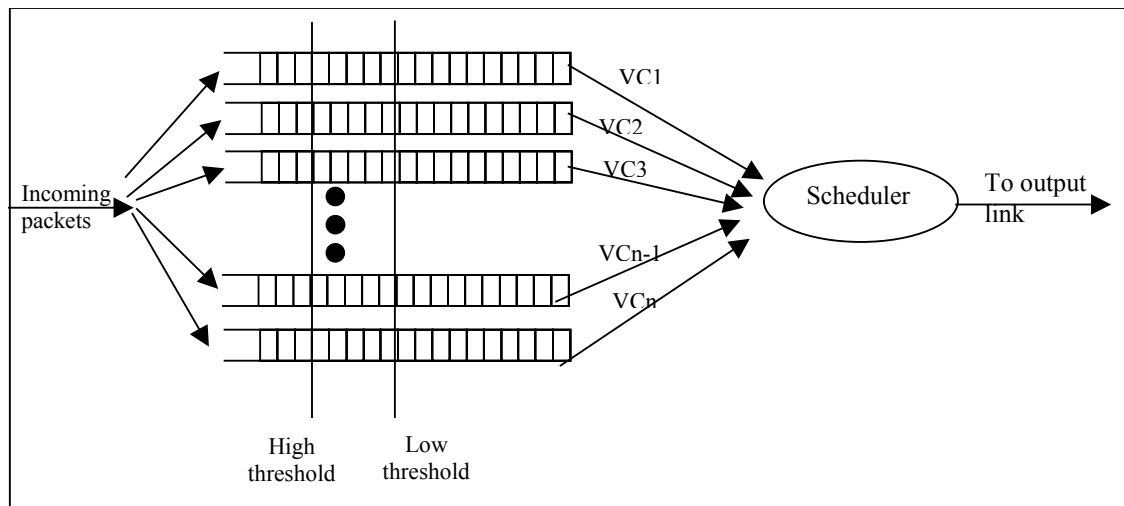 VC1
VC2
VC3
Incoming
packets
Scheduler
To output
link
VCn-1
VCn
High
threshold
Low
threshold